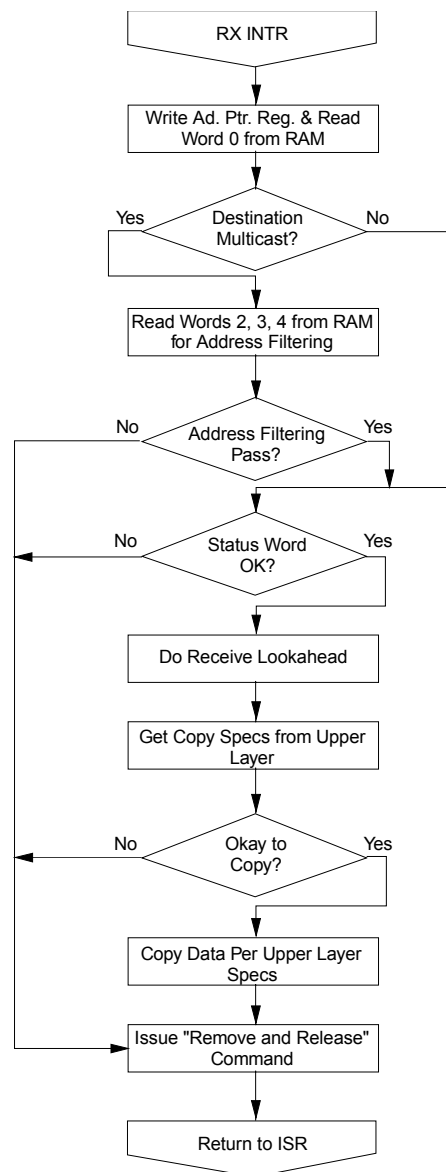 RX INTR
Write Ad. Ptr. Reg. & Read
Word 0 from RAM
Yes
Destination
Multicast?
No
Read Words 2, 3, 4 from RAM
for Address Filtering
No
Address Filtering
Pass?
Yes
No
Status Word
OK?
Yes
Do Receive Lookahead
Get Copy Specs from Upper
Layer
No
Okay to
Copy?
Yes
Copy Data Per Upper Layer
Specs
Issue "Remove and Release"
Command
Return to ISR